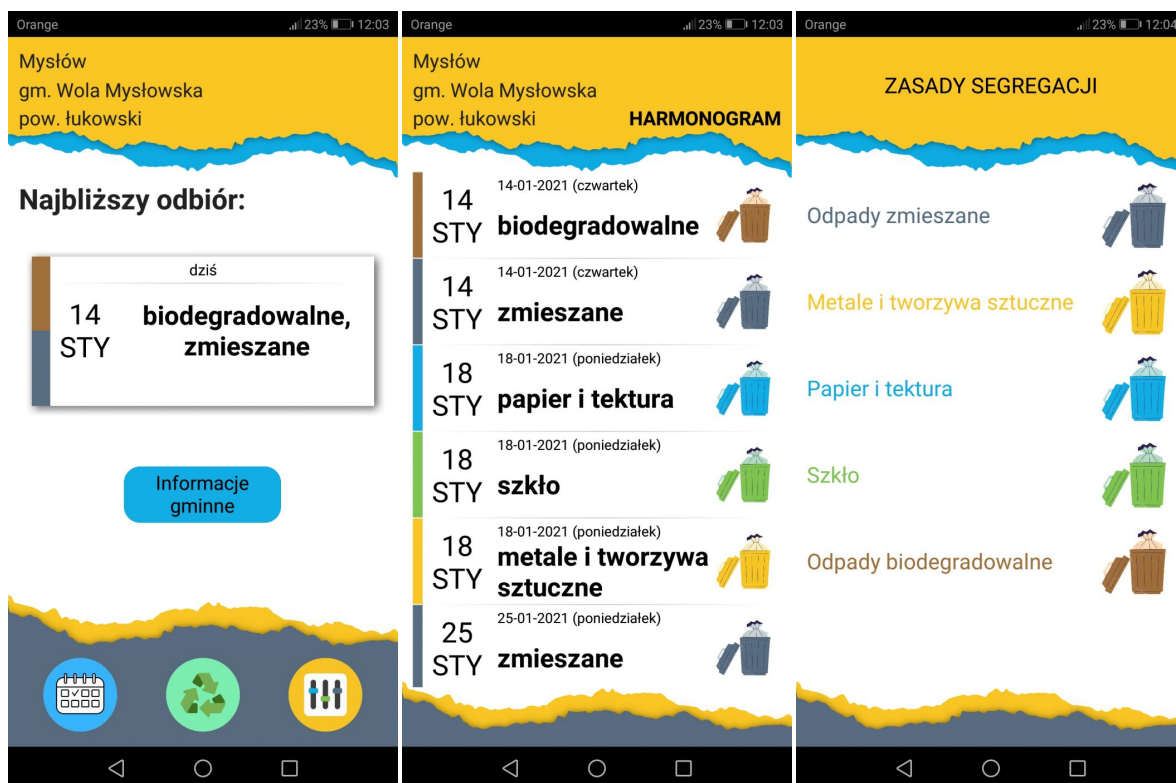 Orange 23% 12:03
Mysłów
gm. Wola Mysłowska
pow. łukowski
Najbliższy odbiór:
dziś
14
STY
biodegradowalne,
zmieszane
Informacje
gminne
Orange 23% 12:03
Mysłów
gm. Wola Mysłowska
pow. łukowski HARMONOGRAM
14-01-2021 (czwartek)
14
STY
biodegradowalne
14-01-2021 (czwartek)
14
STY
zmieszane
18-01-2021 (poniedziałek)
18
STY
papier i tektura
18-01-2021 (poniedziałek)
18
STY
szkło
18-01-2021 (poniedziałek)
18
STY
metale i tworzywa
sztuczne
25-01-2021 (poniedziałek)
25
STY
zmieszane
Orange 23% 12:04
ZASADY SEGREGACJI
Odpady zmieszane
Metale i tworzywa sztuczne
Papier i tektura
Szkło
Odpady biodegradowalne